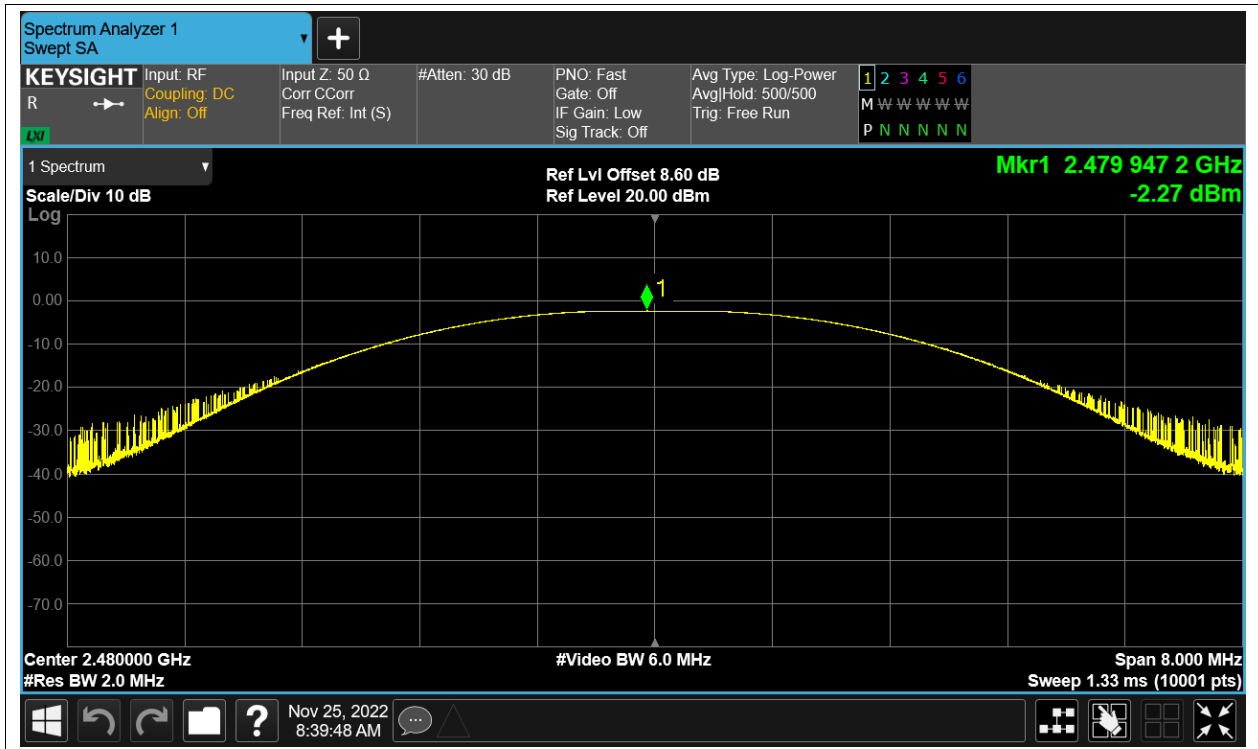 Spectrum Analyzer 1
Swept SA
+
KEYSIGHT
R
LXI
Input: RF
Coupling: DC
Align: Off
Input Z: 50 Ω
Corr CCorr
Freq Ref: Int (S)
#Atten: 30 dB
PNO: Fast
Gate: Off
IF Gain: Low
Sig Track: Off
Avg Type: Log-Power
Avg|Hold: 500/500
Trig: Free Run
1 2 3 4 5 6
M W W W W W
P N N N N N
1 Spectrum
Scale/Div 10 dB
Ref Lvl Offset 8.60 dB
Ref Level 20.00 dBm
Mkr1 2.479 947 2 GHz
-2.27 dBm
Log
10.0
0.00
-10.0
-20.0
-30.0
-40.0
-50.0
-60.0
-70.0
1
Center 2.480000 GHz
#Res BW 2.0 MHz
#Video BW 6.0 MHz
Span 8.000 MHz
Sweep 1.33 ms (10001 pts)
?
Nov 25, 2022
8:39:48 AM